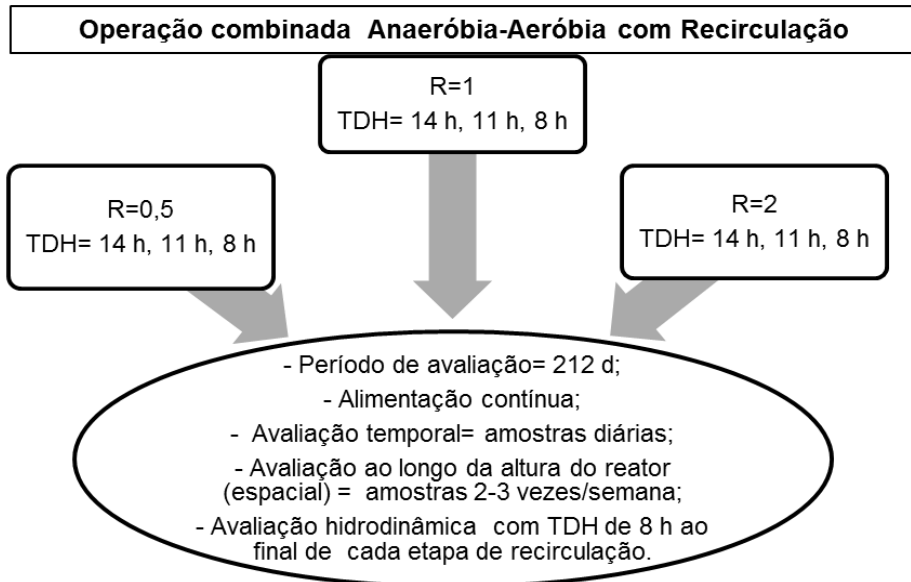 Operação combinada Anaeróbia-Aeróbia com Recirculação
R=1
TDH= 14 h, 11 h, 8 h
R=0,5
TDH= 14 h, 11 h, 8 h
R=2
TDH= 14 h, 11 h, 8 h
- Período de avaliação= 212 d;
- Alimentação contínua;
- Avaliação temporal= amostras diárias;
- Avaliação ao longo da altura do reator
(espacial) = amostras 2-3 vezes/semana;
- Avaliação hidrodinâmica com TDH de 8 h ao
final de cada etapa de recirculação.